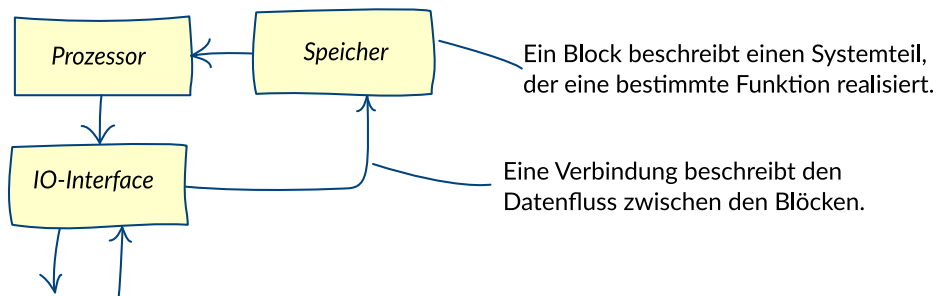 Prozessor
Speicher
Ein Block beschreibt einen Systemteil,
der eine bestimmte Funktion realisiert.
IO-Interface
Eine Verbindung beschreibt den
Datenfluss zwischen den Blöcken.